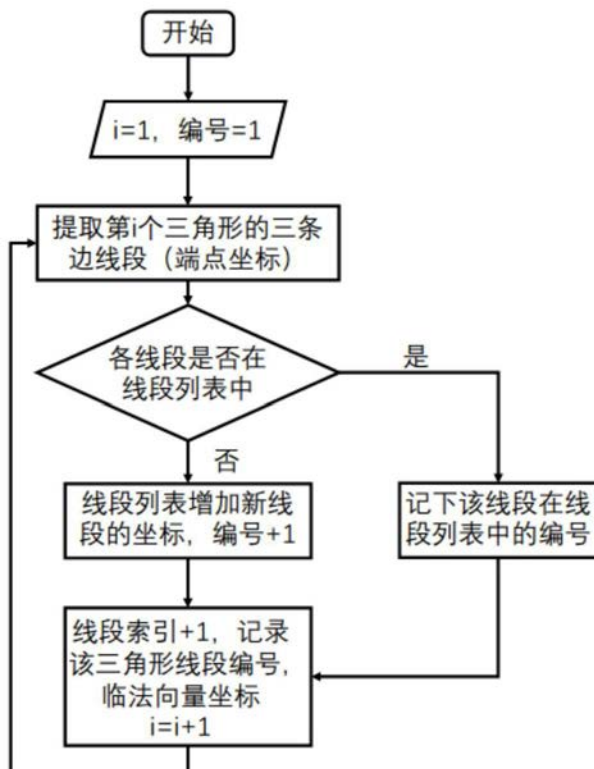 开始
i=1，编号=1
提取第i个三角形的三条
边线段（端点坐标）
各线段是否在
线段列表中
是
否
线段列表增加新线
段的坐标，编号+1
记下该线段在线
段列表中的编号
线段索引+1，记录
该三角形线段编号，
临法向量坐标
i=i+1